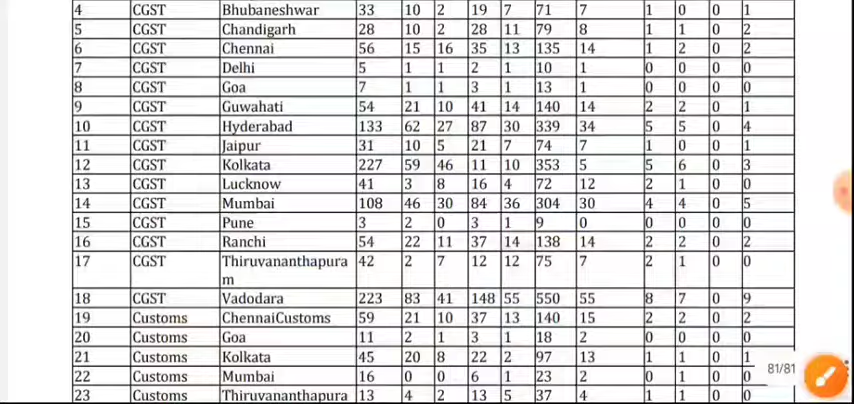 4 CGST Bhubaneshwar 33 10 2 19 7 71 7 1 0 0 1
5 CGST Chandigarh 28 10 2 28 11 79 8 1 1 0 2
6 CGST Chennai 56 15 16 35 13 135 14 1 2 0 2
7 CGST Delhi 5 1 1 2 1 10 1 0 0 0 0
8 CGST Goa 7 1 1 3 1 13 1 0 0 0 0
9 CGST Guwahati 54 21 10 41 14 140 14 2 2 0 1
10 CGST Hyderabad 133 62 27 87 30 339 34 5 5 0 4
11 CGST Jaipur 31 10 5 21 7 74 7 1 0 0 1
12 CGST Kolkata 227 59 46 11 10 353 5 5 6 0 3
13 CGST Lucknow 41 3 8 16 4 72 12 2 1 0 0
14 CGST Mumbai 108 46 30 84 36 304 30 4 4 0 5
15 CGST Pune 3 2 0 3 1 9 0 0 0 0 0
16 CGST Ranchi 54 22 11 37 14 138 14 2 2 0 2
17 CGST Thiruvananthapura 42 2 7 12 12 75 7 2 1 0 0
m
18 CGST Vadodara 223 83 41 148 55 550 55 8 7 0 9
19 Customs ChennaiCustoms 59 21 10 37 13 140 15 2 2 0 2
20 Customs Goa 11 2 1 3 1 18 2 0 0 0 0
21 Customs Kolkata 45 20 8 22 2 97 13 1 1 0 1
81/81
22 Customs Mumbai 16 0 0 6 1 23 2 0 1 0 0
23 Customs Thiruvananthapura 13 4 2 13 5 37 4 1 1 0 0